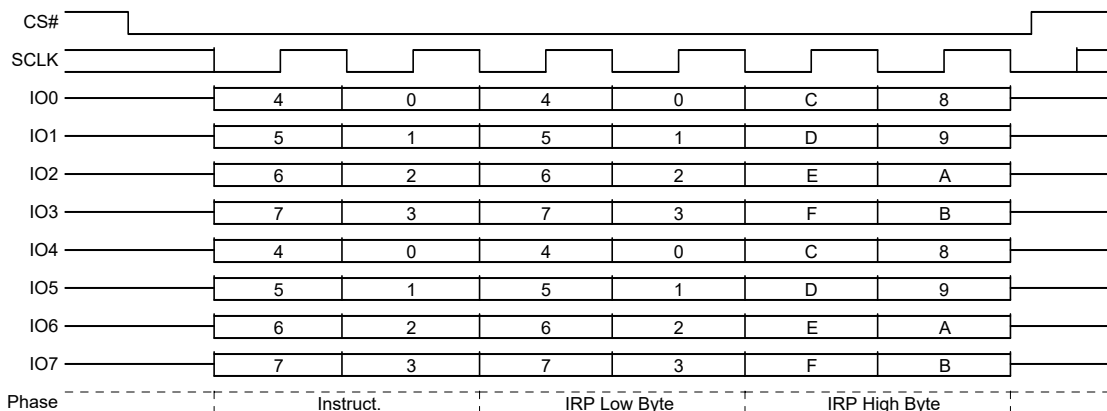 CS#
SCLK
IO0 4 0 4 0 C 8
IO1 5 1 5 1 D 9
IO2 6 2 6 2 E A
IO3 7 3 7 3 F B
IO4 4 0 4 0 C 8
IO5 5 1 5 1 D 9
IO6 6 2 6 2 E A
IO7 7 3 7 3 F B
Phase Instruct. IRP Low Byte IRP High Byte